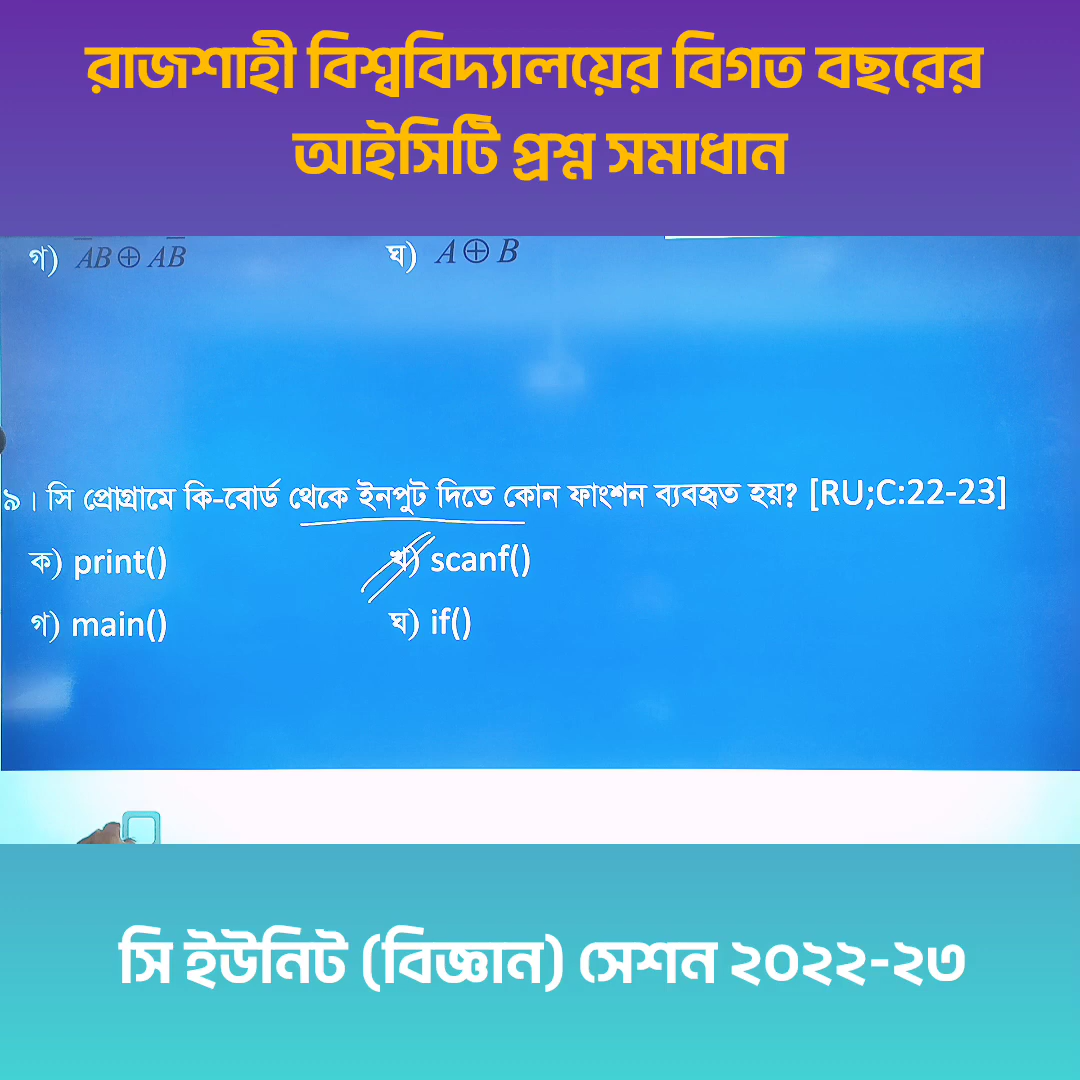 রাজশাহী বিশ্ববিদ্যালয়ের বিগত বছরের
আইসিটি প্রশ্ন সমাধান
গ) A̅B ⊕ AB̅ ঘ) A ⊕ B
৯। সি প্রোগ্রামে কি-বোর্ড থেকে ইনপুট দিতে কোন ফাংশন ব্যবহৃত হয়? [RU;C:22-23]
ক) print() খ) scanf()
গ) main() ঘ) if()
সি ইউনিট (বিজ্ঞান) সেশন ২০২২-২৩